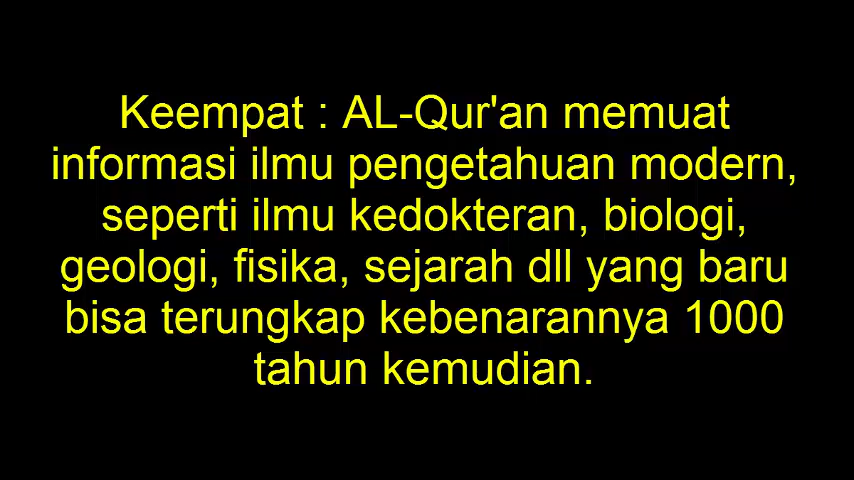 Keempat : AL-Qur'an memuat
informasi ilmu pengetahuan modern,
seperti ilmu kedokteran, biologi,
geologi, fisika, sejarah dll yang baru
bisa terungkap kebenarannya 1000
tahun kemudian.